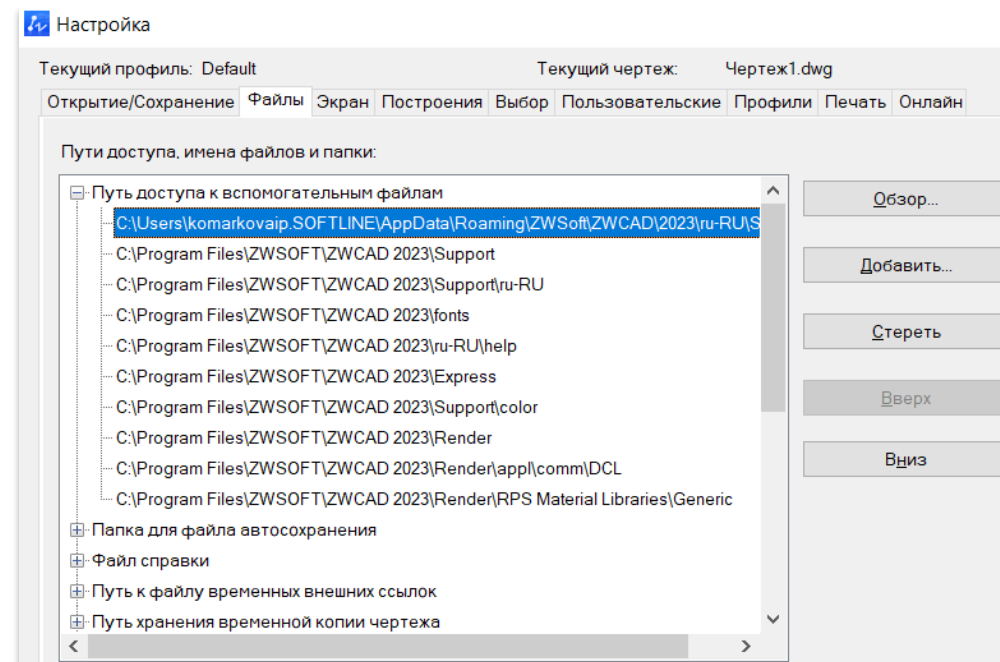 Настройка
Текущий профиль: Default Текущий чертеж: Чертеж1.dwg
Открытие/Сохранение Файлы Экран Построения Выбор Пользовательские Профили Печать Онлайн
Пути доступа, имена файлов и папки:
Путь доступа к вспомогательным файлам
C:\Users\komarkovaip.SOFTLINE\AppData\Roaming\ZWSoft\ZWCAD\2023\ru-RU\S
C:\Program Files\ZWSOFT\ZWCAD 2023\Support
C:\Program Files\ZWSOFT\ZWCAD 2023\Support\ru-RU
C:\Program Files\ZWSOFT\ZWCAD 2023\fonts
C:\Program Files\ZWSOFT\ZWCAD 2023\ru-RU\help
C:\Program Files\ZWSOFT\ZWCAD 2023\Express
C:\Program Files\ZWSOFT\ZWCAD 2023\Support\color
C:\Program Files\ZWSOFT\ZWCAD 2023\Render
C:\Program Files\ZWSOFT\ZWCAD 2023\Render\appl\comm\DCL
C:\Program Files\ZWSOFT\ZWCAD 2023\Render\RPS Material Libraries\Generic
Папка для файла автосохранения
Файл справки
Путь к файлу временных внешних ссылок
Путь хранения временной копии чертежа
Обзор...
Добавить...
Стереть
Вверх
Вниз